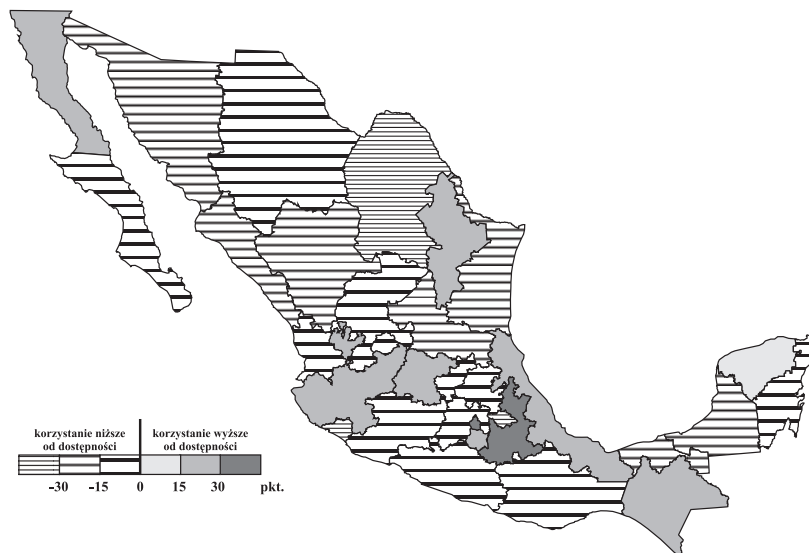 korzystanie niższe korzystanie wyższe
od dostępności od dostępności
-30 -15 0 15 30 pkt.